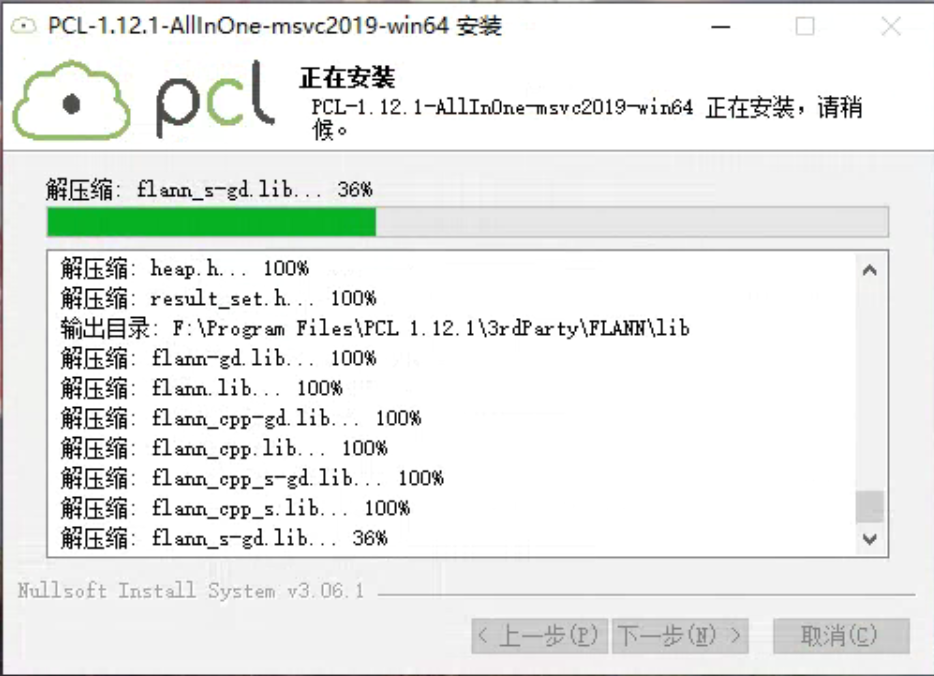 PCL-1.12.1-AllInOne-msvc2019-win64 安装
pcl
正在安装
PCL-1.12.1-AllInOne-msvc2019-win64 正在安装，请稍
候。
解压缩: flann_s-gd.lib... 36%
解压缩: heap.h... 100%
解压缩: result_set.h... 100%
输出目录: F:\Program Files\PCL 1.12.1\3rdParty\FLANN\lib
解压缩: flann-gd.lib... 100%
解压缩: flann.lib... 100%
解压缩: flann_cpp-gd.lib... 100%
解压缩: flann_cpp.lib... 100%
解压缩: flann_cpp_s-gd.lib... 100%
解压缩: flann_cpp_s.lib... 100%
解压缩: flann_s-gd.lib... 36%
Nullsoft Install System v3.06.1
< 上一步(P) 下一步(N) > 取消(C)